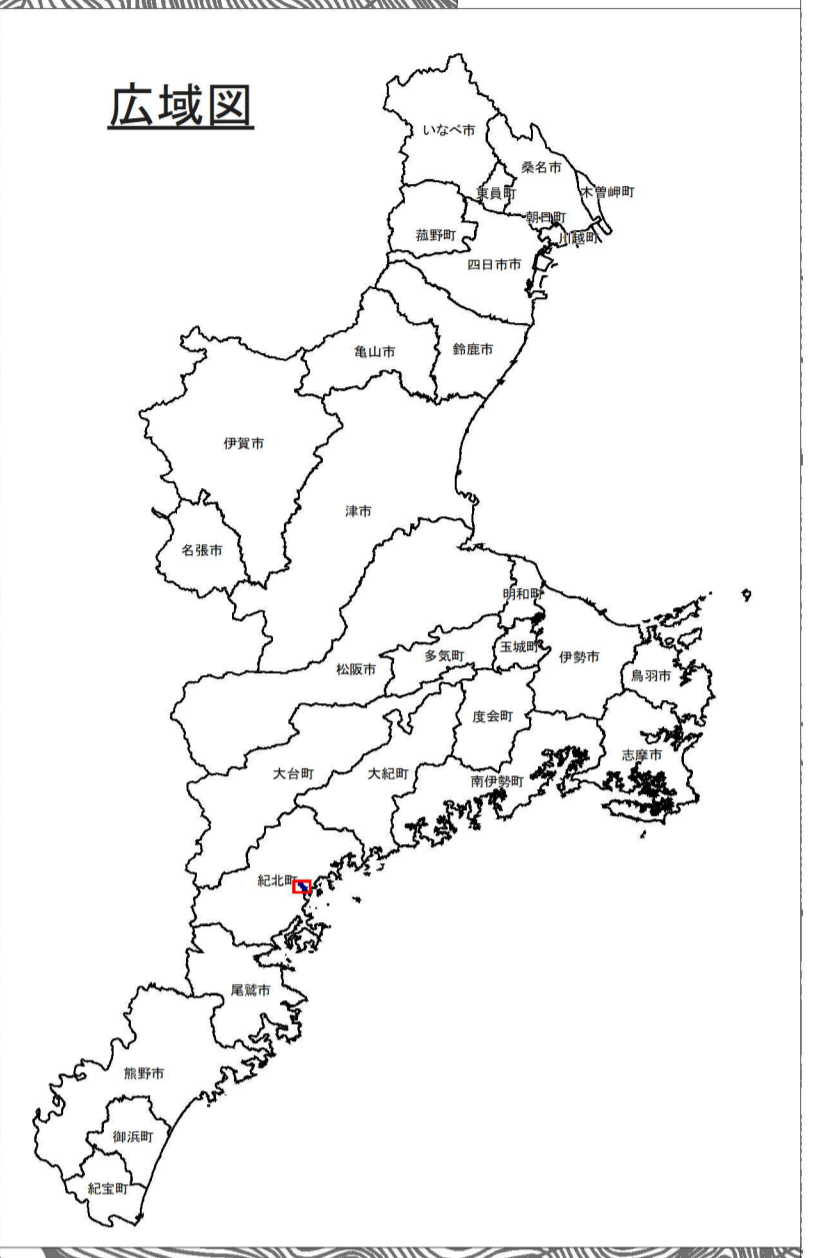 広域図
いなべ市
桑名市
東員町
木曽岬町
朝日町
川越町
菰野町
四日市市
亀山市
鈴鹿市
伊賀市
津市
名張市
明和町
玉城町
多気町
松阪市
伊勢市
鳥羽市
度会町
志摩市
大台町
大紀町
南伊勢町
紀北町
尾鷲市
熊野市
御浜町
紀宝町